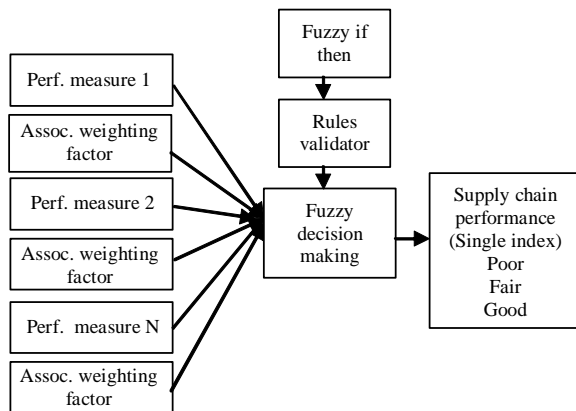 Perf. measure 1
Assoc. weighting
factor
Perf. measure 2
Assoc. weighting
factor
Perf. measure N
Assoc. weighting
factor
Fuzzy if
then
Rules
validator
Fuzzy
decision
making
Supply chain
performance
(Single index)
Poor
Fair
Good